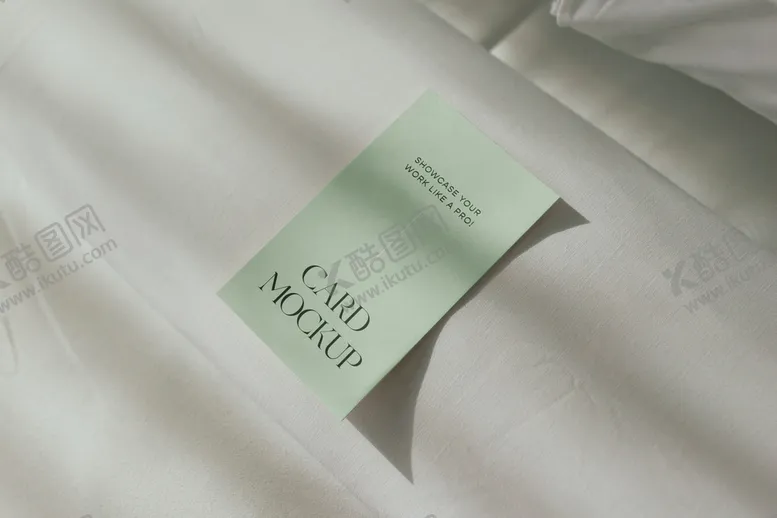 SHOWCASE YOUR
WORK LIKE A PRO!
CARD
MOCKUP
酷图网
www.ikutu.com
酷图网
www.ikutu.com
酷图网
www.ikutu.com